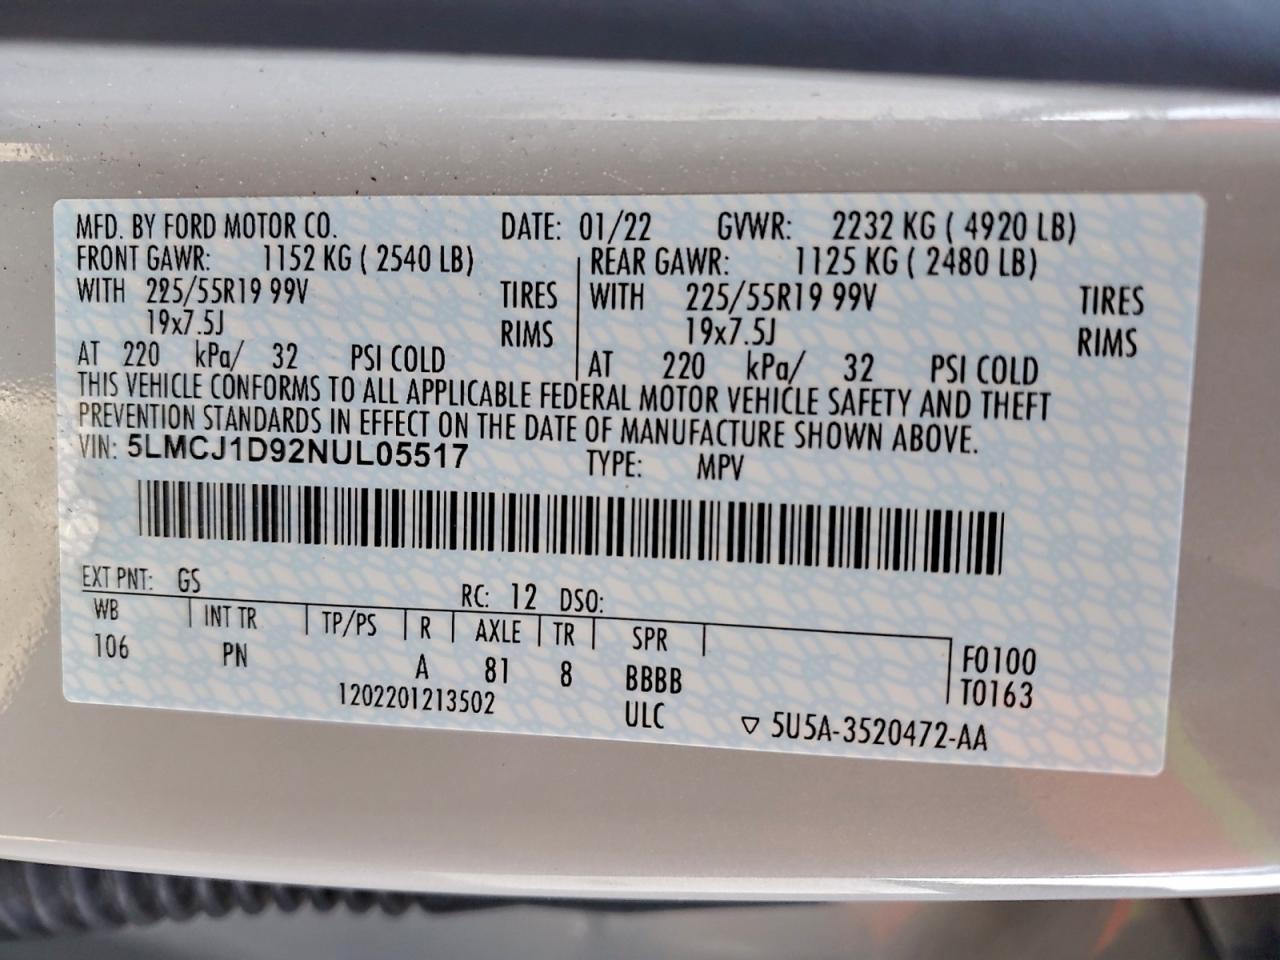 MFD. BY FORD MOTOR CO. DATE: 01/22 GVWR: 2232 KG ( 4920 LB)
FRONT GAWR: 1152 KG ( 2540 LB) REAR GAWR: 1125 KG ( 2480 LB)
WITH 225/55R19 99V TIRES WITH 225/55R19 99V TIRES
19x7.5J RIMS 19x7.5J RIMS
AT 220 kPa/ 32 PSI COLD AT 220 kPa/ 32 PSI COLD
THIS VEHICLE CONFORMS TO ALL APPLICABLE FEDERAL MOTOR VEHICLE SAFETY AND THEFT
PREVENTION STANDARDS IN EFFECT ON THE DATE OF MANUFACTURE SHOWN ABOVE.
VIN: 5LMCJ1D92NUL05517 TYPE: MPV
EXT PNT: GS RC: 12 DSO:
WB INT TR TP/PS R AXLE TR SPR
106 PN A 81 8 BBBB F0100
T0163
1202201213502 ULC ▽ 5U5A-3520472-AA